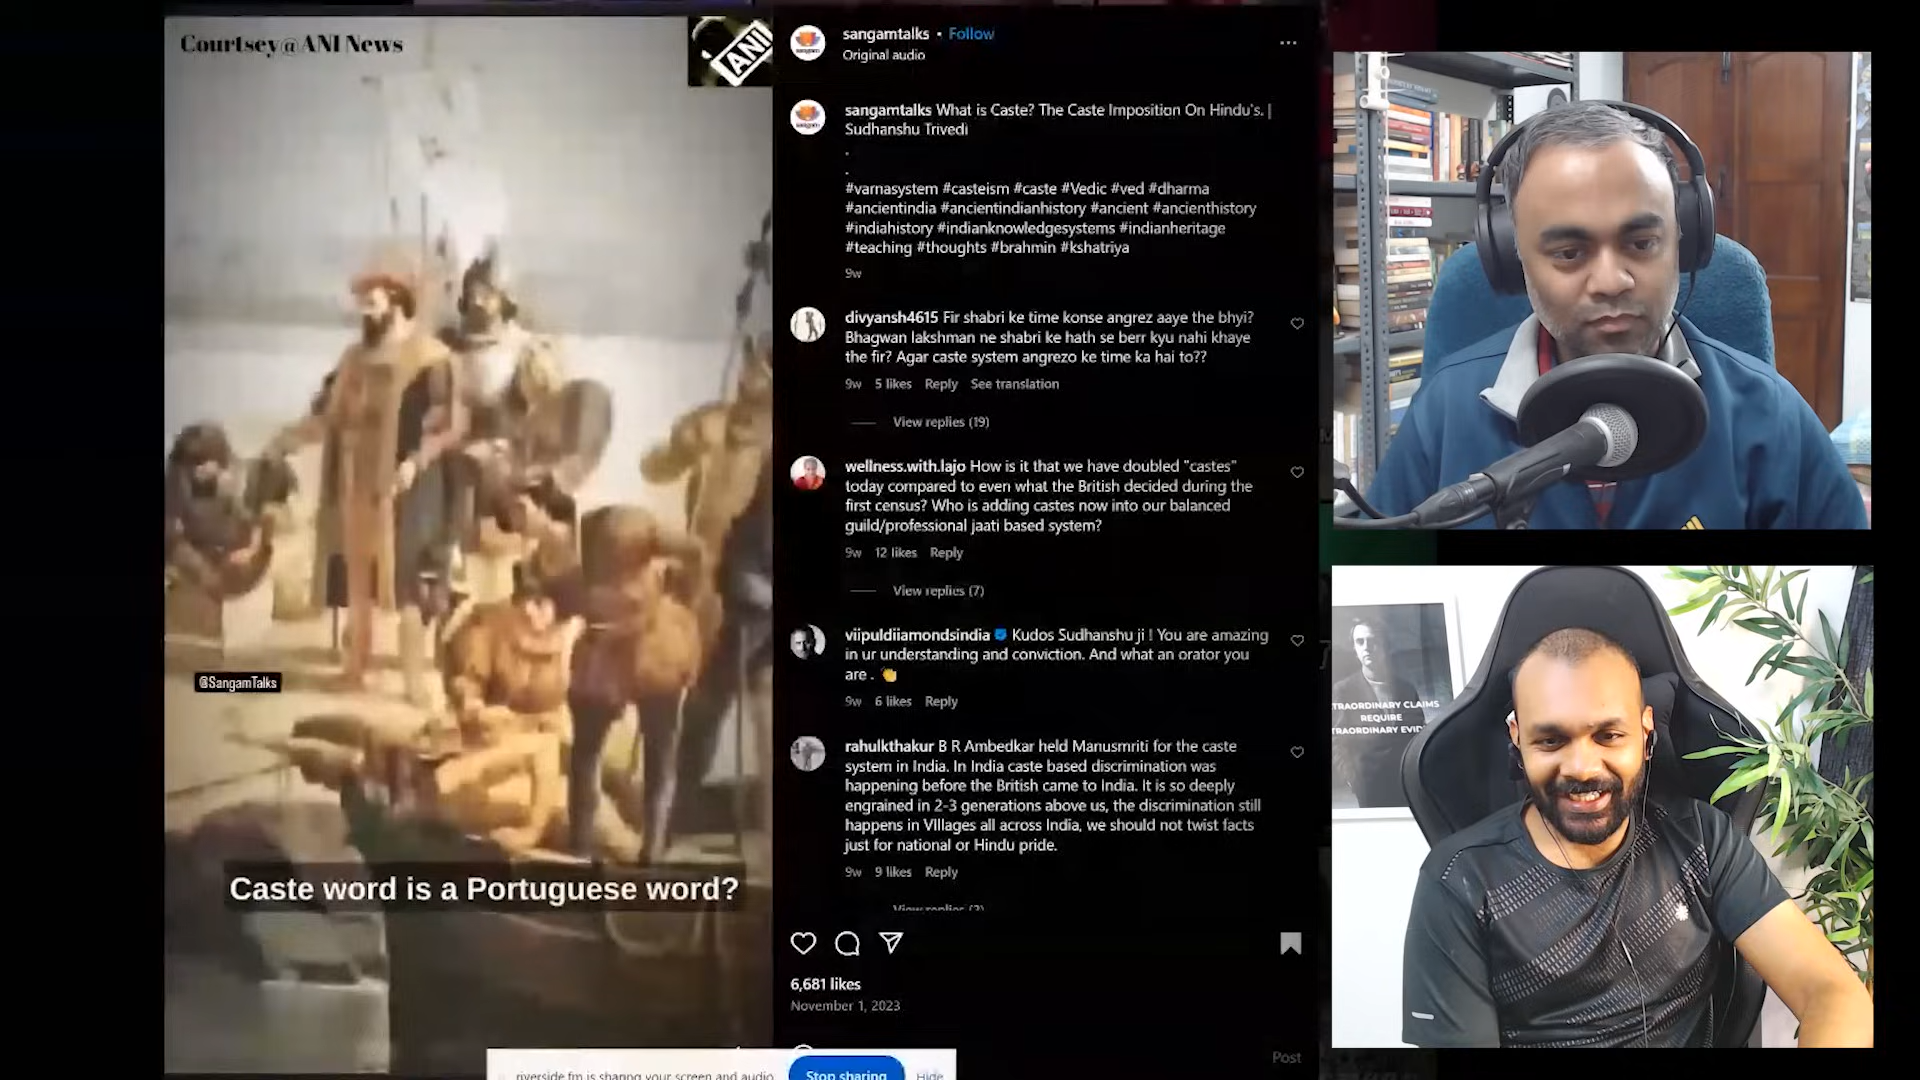 Courtsey@ANI News
ANI
@SangamTalks
Caste word is a Portuguese word?
sangamtalks • Follow
Original audio
sangamtalks What is Caste? The Caste Imposition On Hindu's. |
Sudhanshu Trivedi
.
.
#varnasystem #casteism #caste #Vedic #ved #dharma
#ancientindia #ancientindianhistory #ancient #ancienthistory
#indiahistory #indianknowledgesystems #indianheritage
#teaching #thoughts #brahmin #kshatriya
9w
divyansh4615 Fir shabri ke time konse angrez aaye the bhyi?
Bhagwan lakshman ne shabri ke hath se berr kyu nahi khaye
the fir? Agar caste system angrezo ke time ka hai to??
9w 5 likes Reply See translation
View replies (19)
wellness.with.lajo How is it that we have doubled "castes"
today compared to even what the British decided during the
first census? Who is adding castes now into our balanced
guild/professional jaati based system?
9w 12 likes Reply
View replies (7)
viipuldiiamondsindia Kudos Sudhanshu ji ! You are amazing
in ur understanding and conviction. And what an orator you
are . 👏
9w 6 likes Reply
rahulkthakur B R Ambedkar held Manusmriti for the caste
system in India. In India caste based discrimination was
happening before the British came to India. It is so deeply
engrained in 2-3 generations above us, the discrimination still
happens in VIllages all across India, we should not twist facts
just for national or Hindu pride.
9w 9 likes Reply
View replies (2)
6,681 likes
November 1, 2023
Post
riverside.fm is sharing your screen and audio
Stop sharing
Hide
TRAORDINARY CLAIMS
REQUIRE
TRAORDINARY EVID